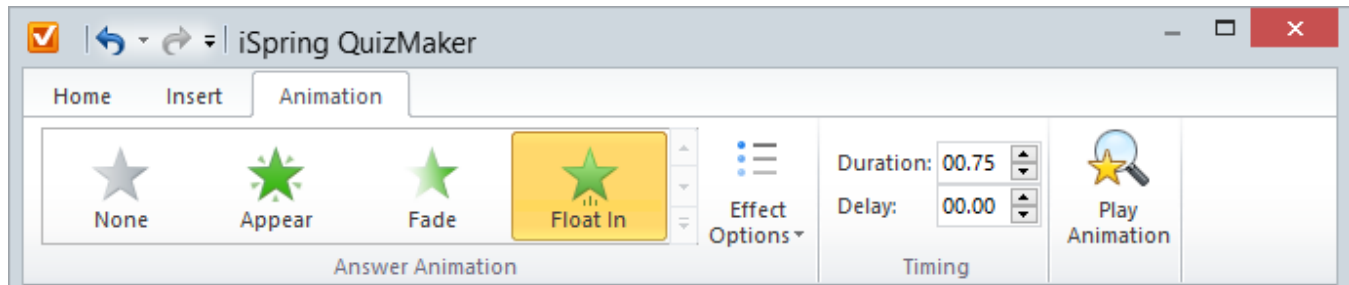 iSpring QuizMaker
Home Insert Animation
None Appear Fade Float In
Effect Options
Duration: 00.75
Delay: 00.00
Play Animation
Answer Animation Timing